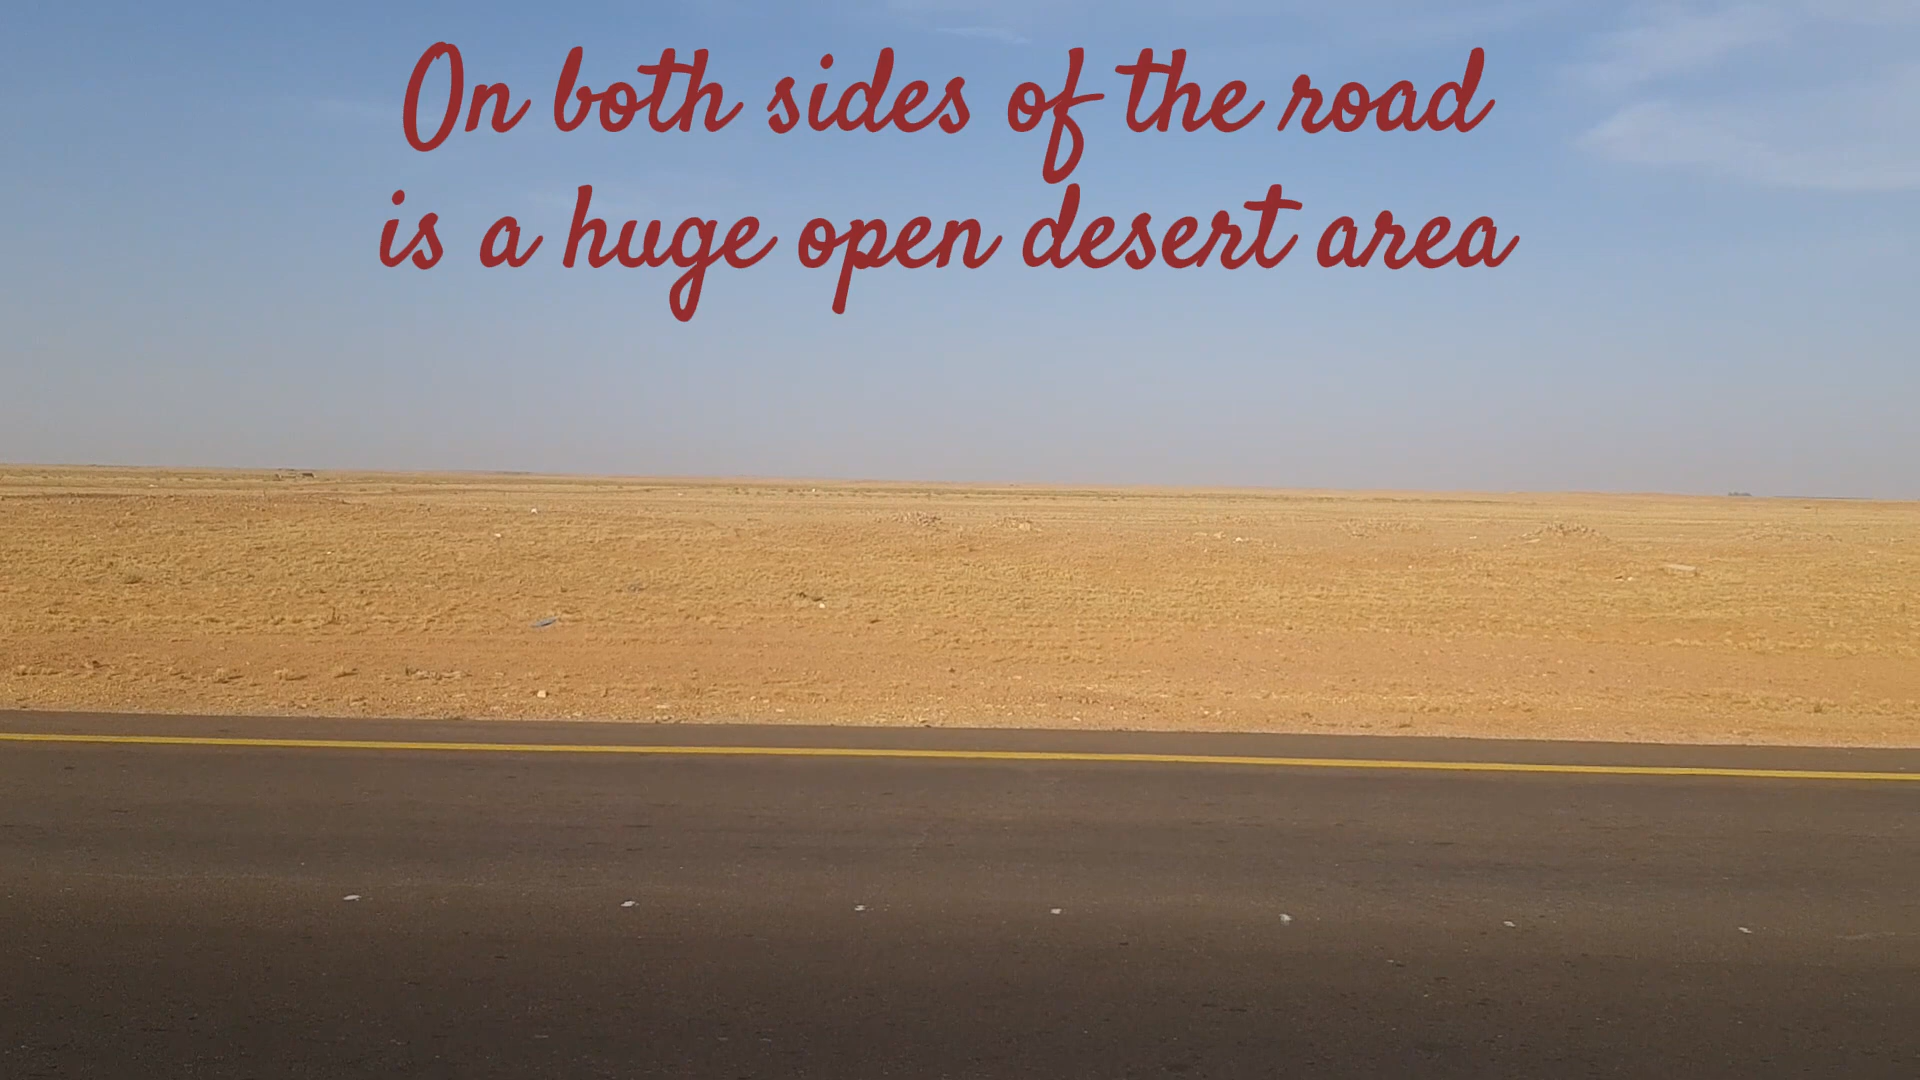 On both sides of the road
is a huge open desert area